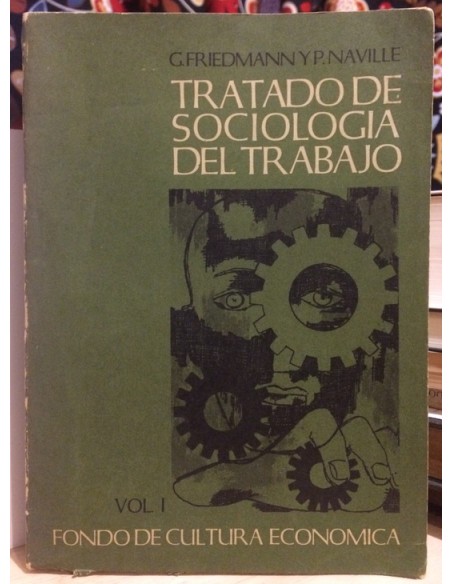 G. FRIEDMANN Y P. NAVILLE
TRATADO DE
SOCIOLOGIA
DEL TRABAJO
VOL I
FONDO DE CULTURA ECONOMICA